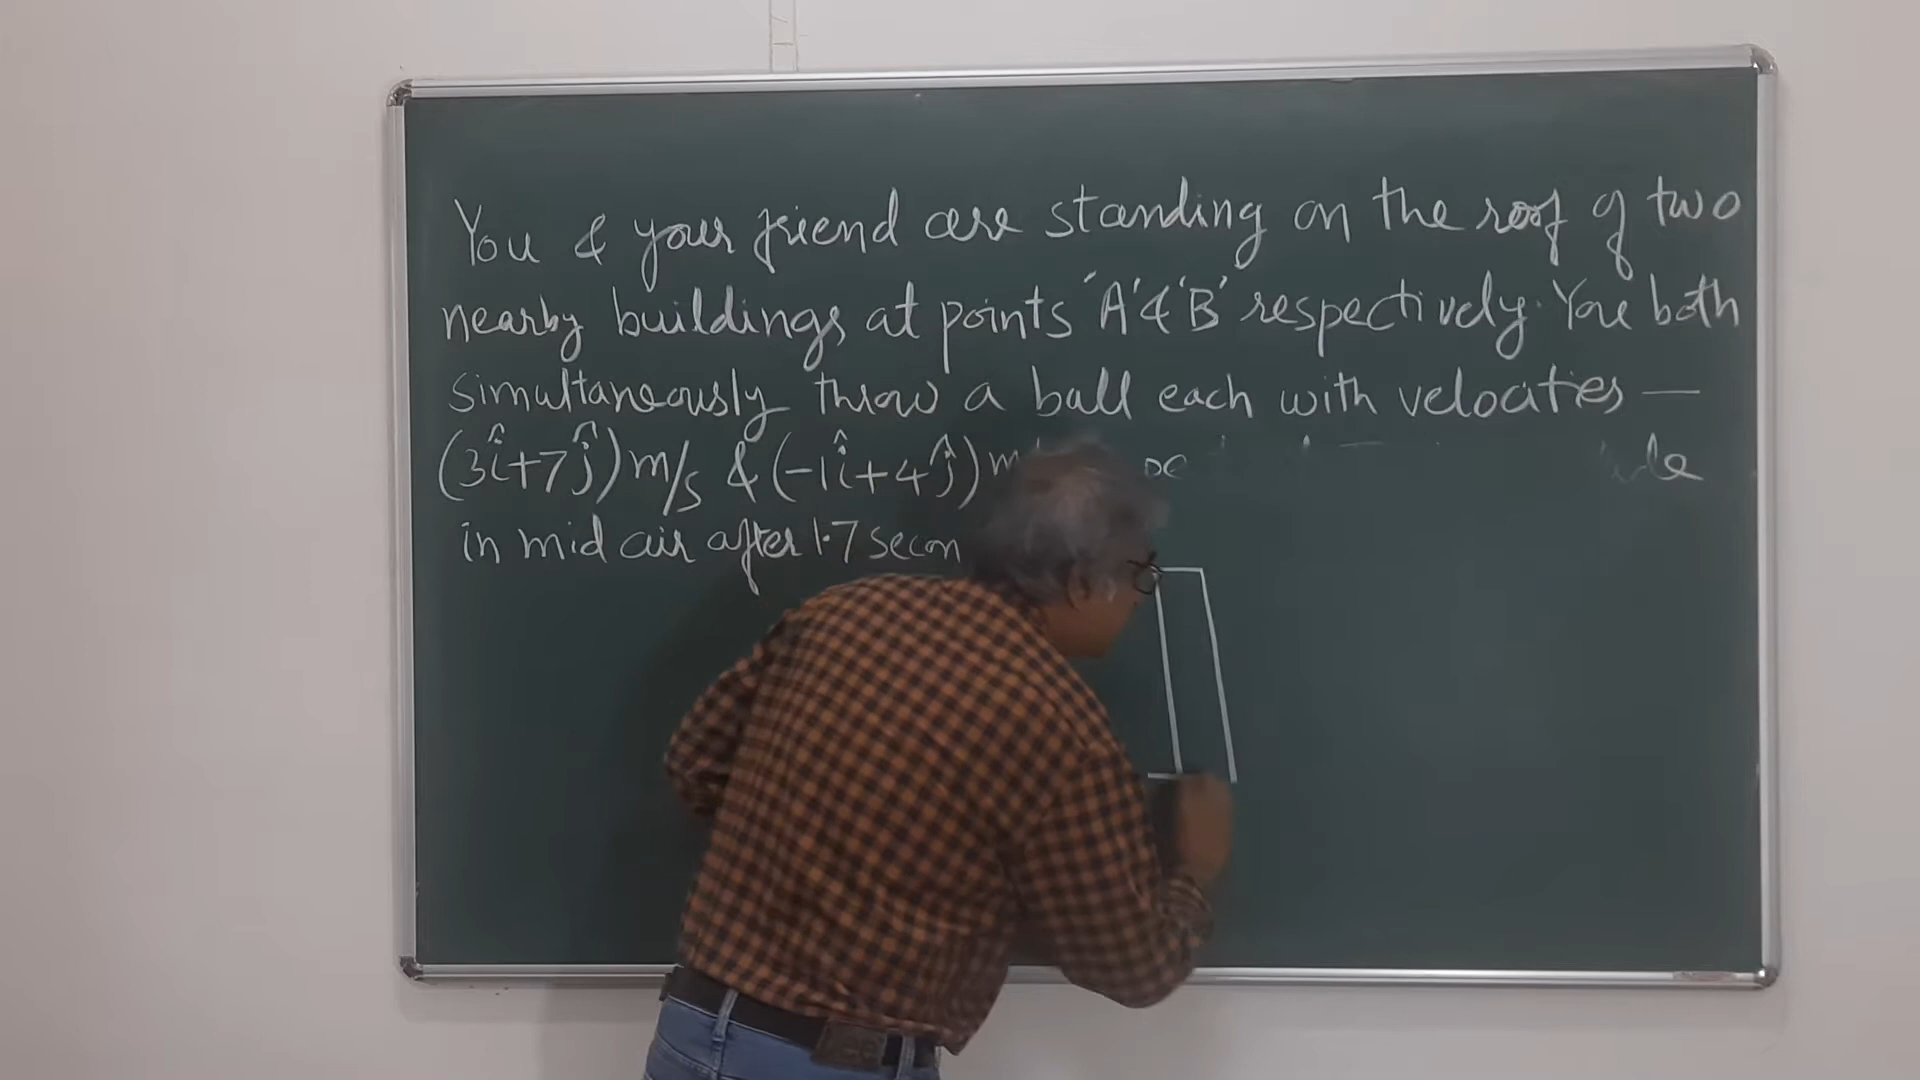 You & your friend are standing on the roof of two
nearby buildings at points 'A' & 'B' respectively. You both
simultaneously throw a ball each with velocities —
(3î+7ĵ) m/s & (-1î+4ĵ)
in mid air after 1.7 secon